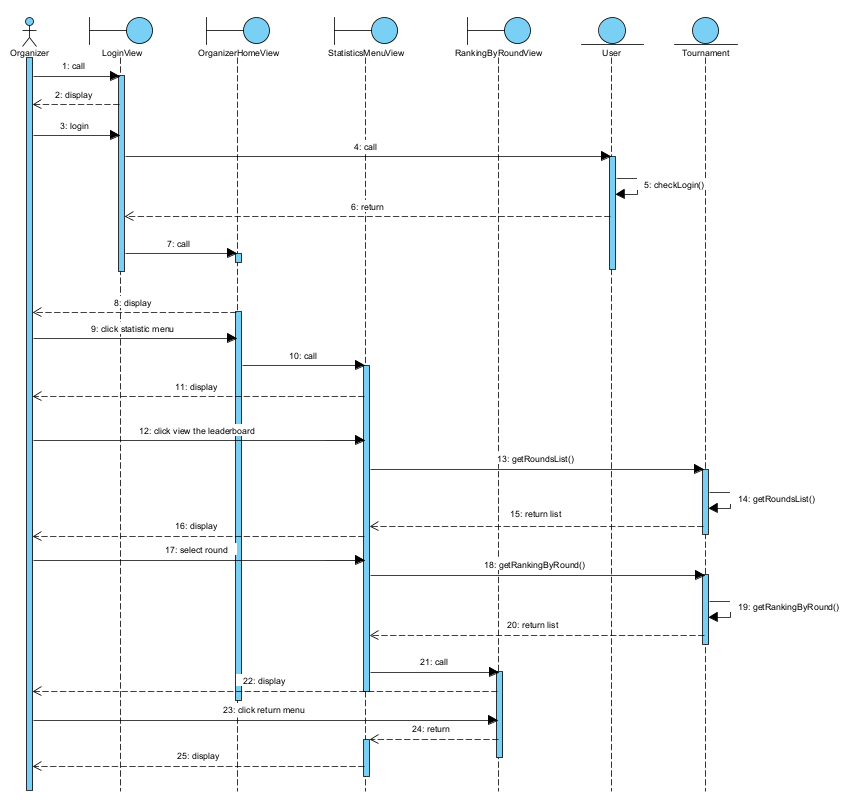 Organizer
LoginView
OrganizerHomeView
StatisticsMenuView
RankingByRoundView
User
Tournament
1: call
2: display
3: login
4: call
5: checkLogin()
6: return
7: call
8: display
9: click statistic menu
10: call
11: display
12: click view the leaderboard
13: getRoundsList()
14: getRoundsList()
15: return list
16: display
17: select round
18: getRankingByRound()
19: getRankingByRound()
20: return list
21: call
22: display
23: click return menu
24: return
25: display